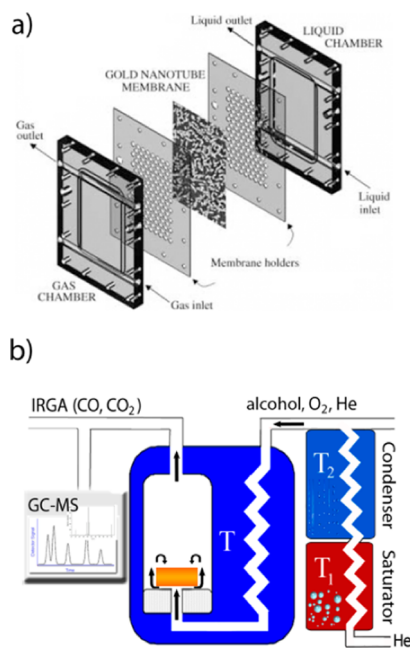 a)
Liquid outlet
LIQUID
CHAMBER
GOLD NANOTUBE
MEMBRANE
Gas
outlet
Liquid
inlet
Membrane holders
Gas inlet
GAS
CHAMBER
b)
IRGA (CO, CO₂)
alcohol, O₂, He
GC-MS
T
T₂
Condenser
T₁
Saturator
He